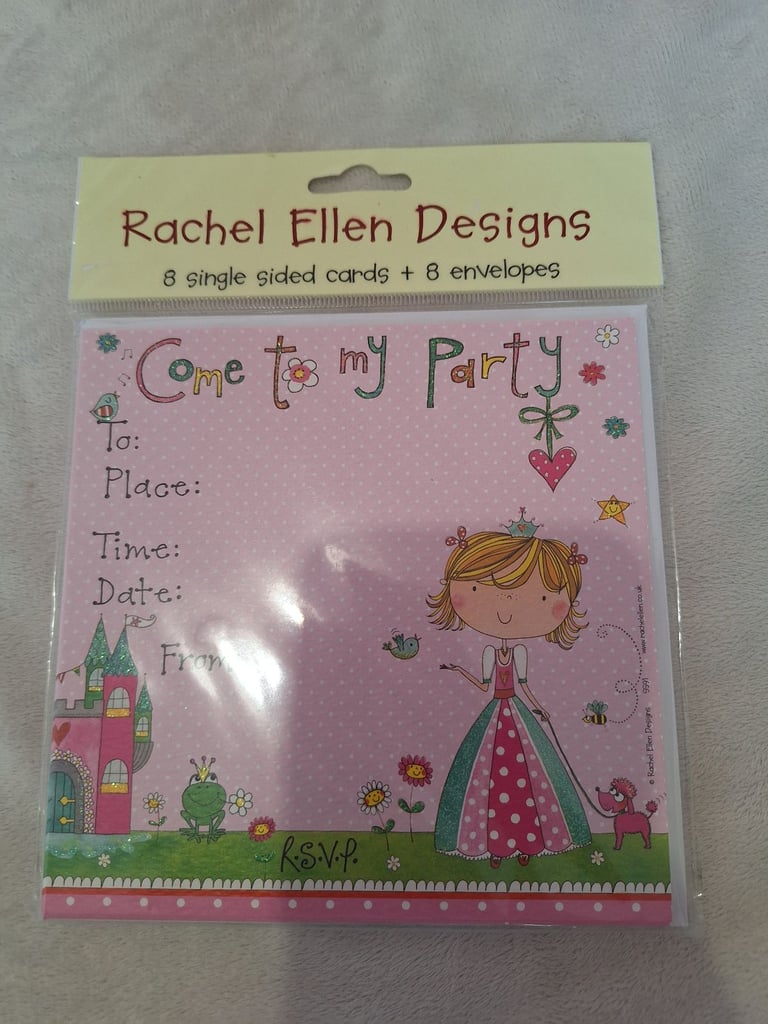 Rachel Ellen Designs
8 single sided cards + 8 envelopes
Come to my Party
To:
Place:
Time:
Date:
From
R.S.V.P.
© Rachel Ellen Designs 9991 www.rachelellen.co.uk